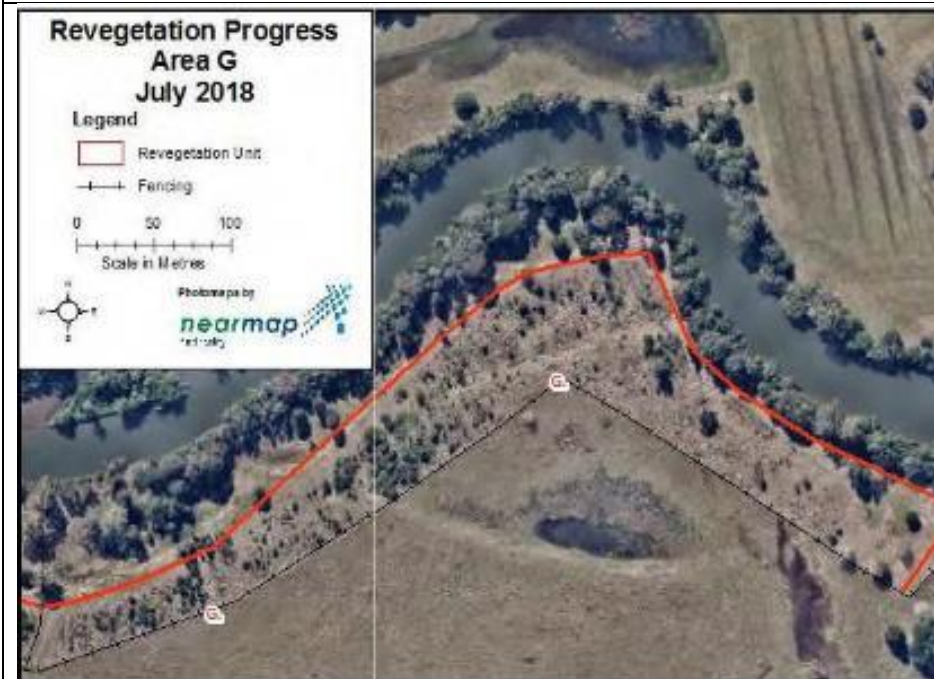 Revegetation Progress
Area G
July 2018
Legend
Revegetation Unit
Fencing
0 50 100
Scale in Metres
N
W E
S
Photomaps by
nearmap
G
G